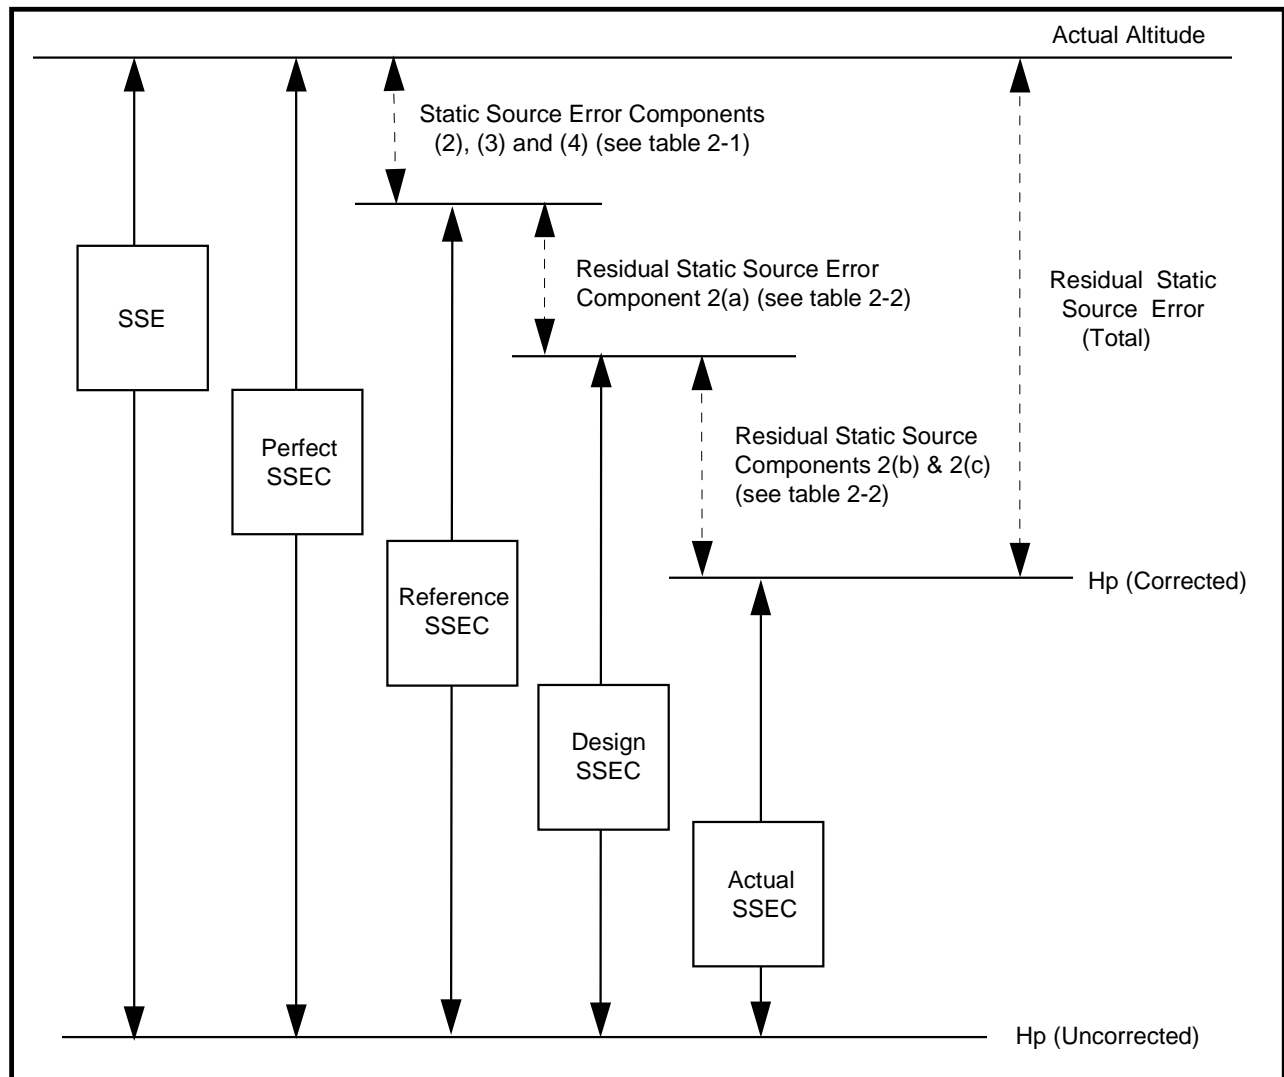 Actual Altitude
Static Source Error Components
(2), (3) and (4) (see table 2-1)
Residual Static Source Error
Component 2(a) (see table 2-2)
Residual Static
Source Error
(Total)
SSE
Perfect
SSEC
Residual Static Source
Components 2(b) & 2(c)
(see table 2-2)
Hp (Corrected)
Reference
SSEC
Design
SSEC
Actual
SSEC
Hp (Uncorrected)